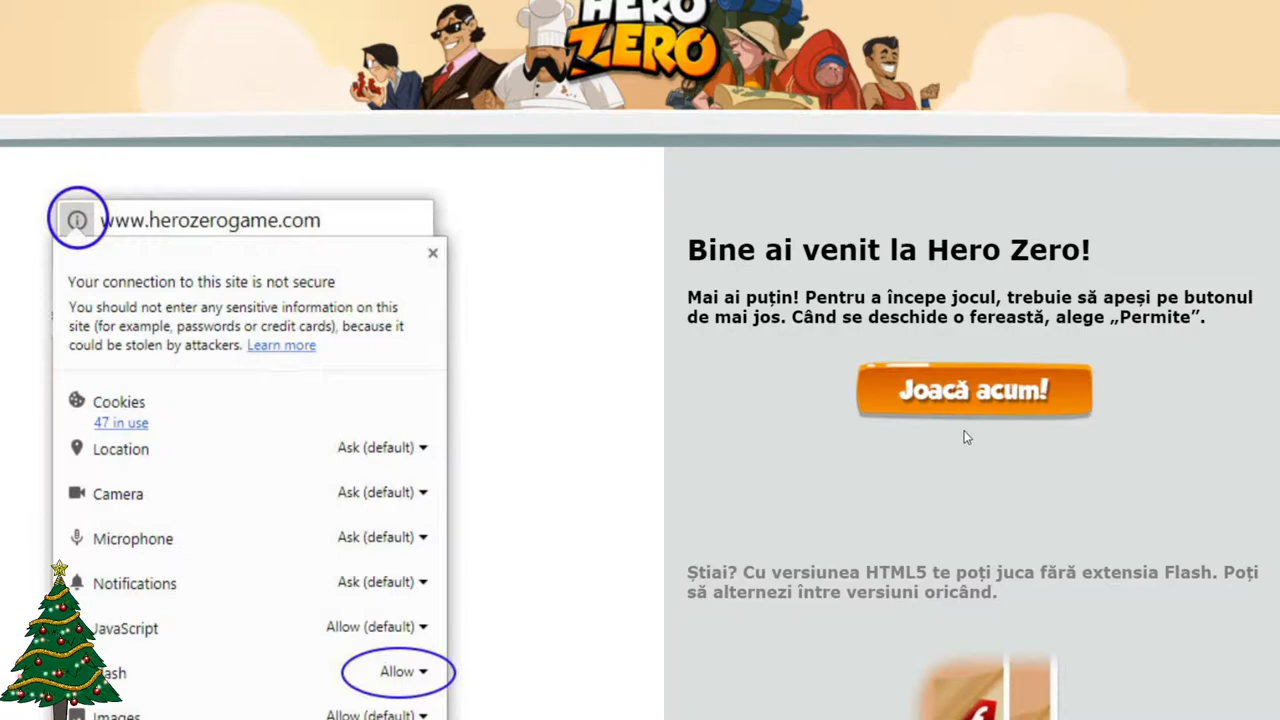 HERO
ZERO
www.herozerogame.com
Your connection to this site is not secure
You should not enter any sensitive information on this
site (for example, passwords or credit cards), because it
could be stolen by attackers. Learn more
Cookies
47 in use
Location Ask (default)
Camera Ask (default)
Microphone Ask (default)
Notifications Ask (default)
JavaScript Allow (default)
ash Allow
Images Allow (default)
Bine ai venit la Hero Zero!
Mai ai puțin! Pentru a începe jocul, trebuie să apeși pe butonul
de mai jos. Când se deschide o fereastă, alege „Permite”.
Joacă acum!
Știai? Cu versiunea HTML5 te poți juca fără extensia Flash. Poți
să alternezi între versiuni oricând.